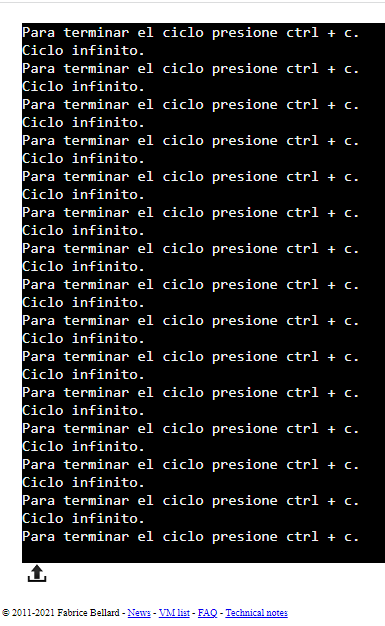 Para terminar el ciclo presione ctrl + c.
Ciclo infinito.
Para terminar el ciclo presione ctrl + c.
Ciclo infinito.
Para terminar el ciclo presione ctrl + c.
Ciclo infinito.
Para terminar el ciclo presione ctrl + c.
Ciclo infinito.
Para terminar el ciclo presione ctrl + c.
Ciclo infinito.
Para terminar el ciclo presione ctrl + c.
Ciclo infinito.
Para terminar el ciclo presione ctrl + c.
Ciclo infinito.
Para terminar el ciclo presione ctrl + c.
Ciclo infinito.
Para terminar el ciclo presione ctrl + c.
Ciclo infinito.
Para terminar el ciclo presione ctrl + c.
Ciclo infinito.
Para terminar el ciclo presione ctrl + c.
Ciclo infinito.
Para terminar el ciclo presione ctrl + c.
Ciclo infinito.
Para terminar el ciclo presione ctrl + c.
Ciclo infinito.
Para terminar el ciclo presione ctrl + c.
Ciclo infinito.
Para terminar el ciclo presione ctrl + c.
© 2011-2021 Fabrice Bellard - News - VM list - FAQ - Technical notes